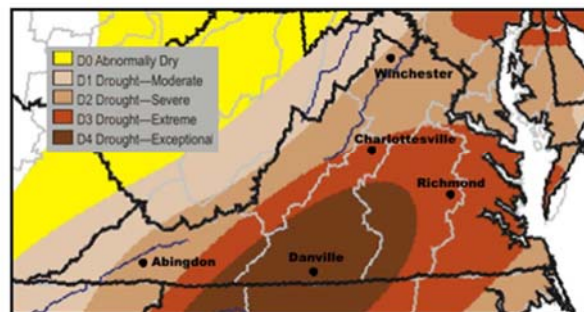 D0 Abnormally Dry
D1 Drought—Moderate
D2 Drought—Severe
D3 Drought—Extreme
D4 Drought—Exceptional
Winchester
Charlottesville
Richmond
Abingdon
Danville